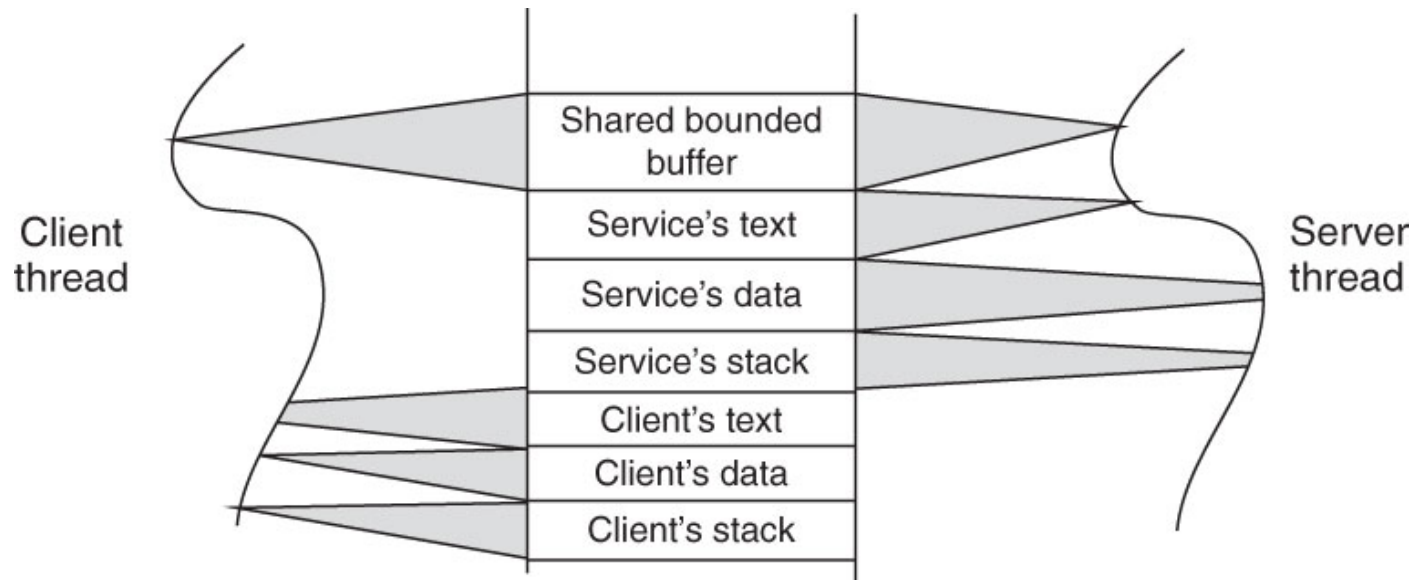 Shared bounded
buffer
Service's text
Client
thread
Server
thread
Service's data
Service's stack
Client's text
Client's data
Client's stack